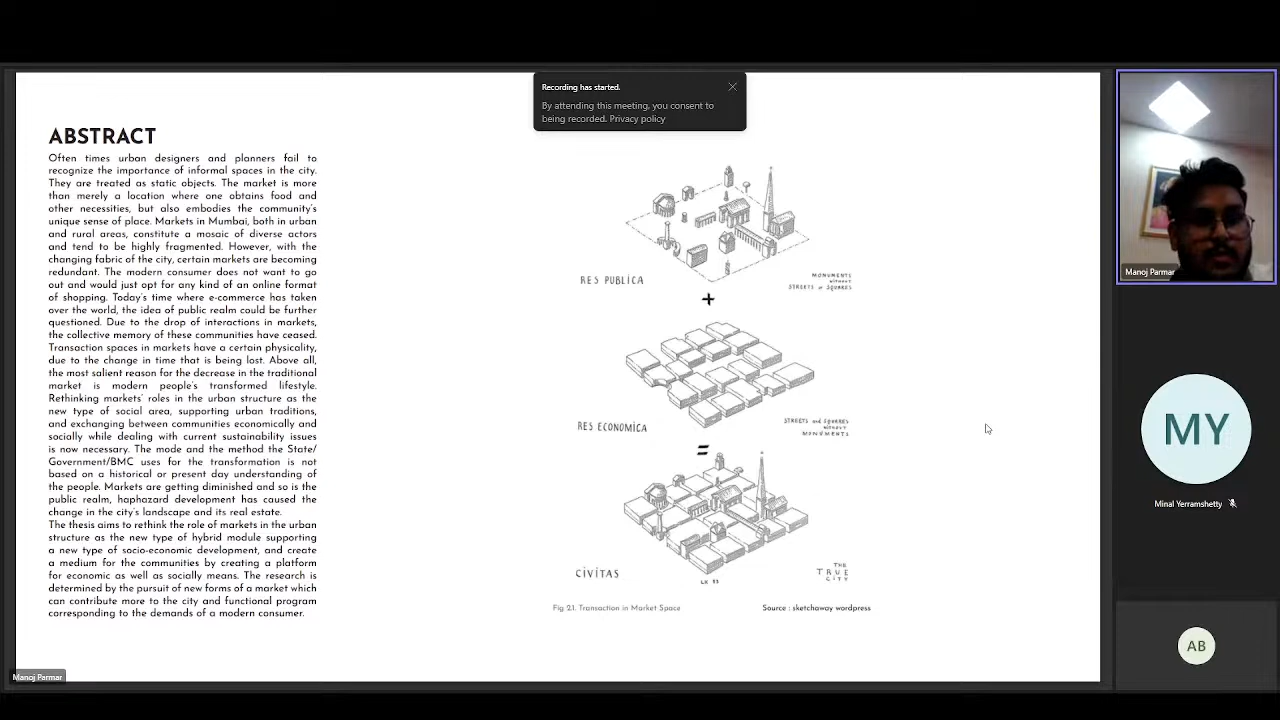 Recording has started.
By attending this meeting, you consent to
being recorded. Privacy policy
ABSTRACT
Often times urban designers and planners fail to
recognize the importance of informal spaces in the city.
They are treated as static objects. The market is more
than merely a location where one obtains food and
other necessities, but also embodies the community's
unique sense of place. Markets in Mumbai, both in urban
and rural areas, constitute a mosaic of diverse actors
and tend to be highly fragmented. However, with the
changing fabric of the city, certain markets are becoming
redundant. The modern consumer does not want to go
out and would just opt for any kind of an online format
of shopping. Today's time where e-commerce has taken
over the world, the idea of public realm could be further
questioned. Due to the drop of interactions in markets,
the collective memory of these communities have ceased.
Transaction spaces in markets have a certain physicality,
due to the change in time that is being lost. Above all,
the most salient reason for the decrease in the traditional
market is modern people's transformed lifestyle.
Rethinking markets' roles in the urban structure as the
new type of social area, supporting urban traditions,
and exchanging between communities economically and
socially while dealing with current sustainability issues
is now necessary. The mode and the method the State/
Government/BMC uses for the transformation is not
based on a historical or present day understanding of
the people. Markets are getting diminished and so is the
public realm, haphazard development has caused the
change in the city's landscape and its real estate.
The thesis aims to rethink the role of markets in the urban
structure as the new type of hybrid module supporting
a new type of socio-economic development, and create
a medium for the communities by creating a platform
for economic as well as socially means. The research is
determined by the pursuit of new forms of a market which
can contribute more to the city and functional program
corresponding to the demands of a modern consumer.
RES PUBLICA
MONUMENTS
without
STREETS or SQUARES
+
RES ECONOMICA
STREETS and SQUARES
without
MONUMENTS
=
CIVITAS
THE
TRUE
CITY
LK 83
Fig 2.1. Transaction in Market Space
Source : sketchaway wordpress
Manoj Parmar
Manoj Parmar
MY
Minal Yerramshetty
AB